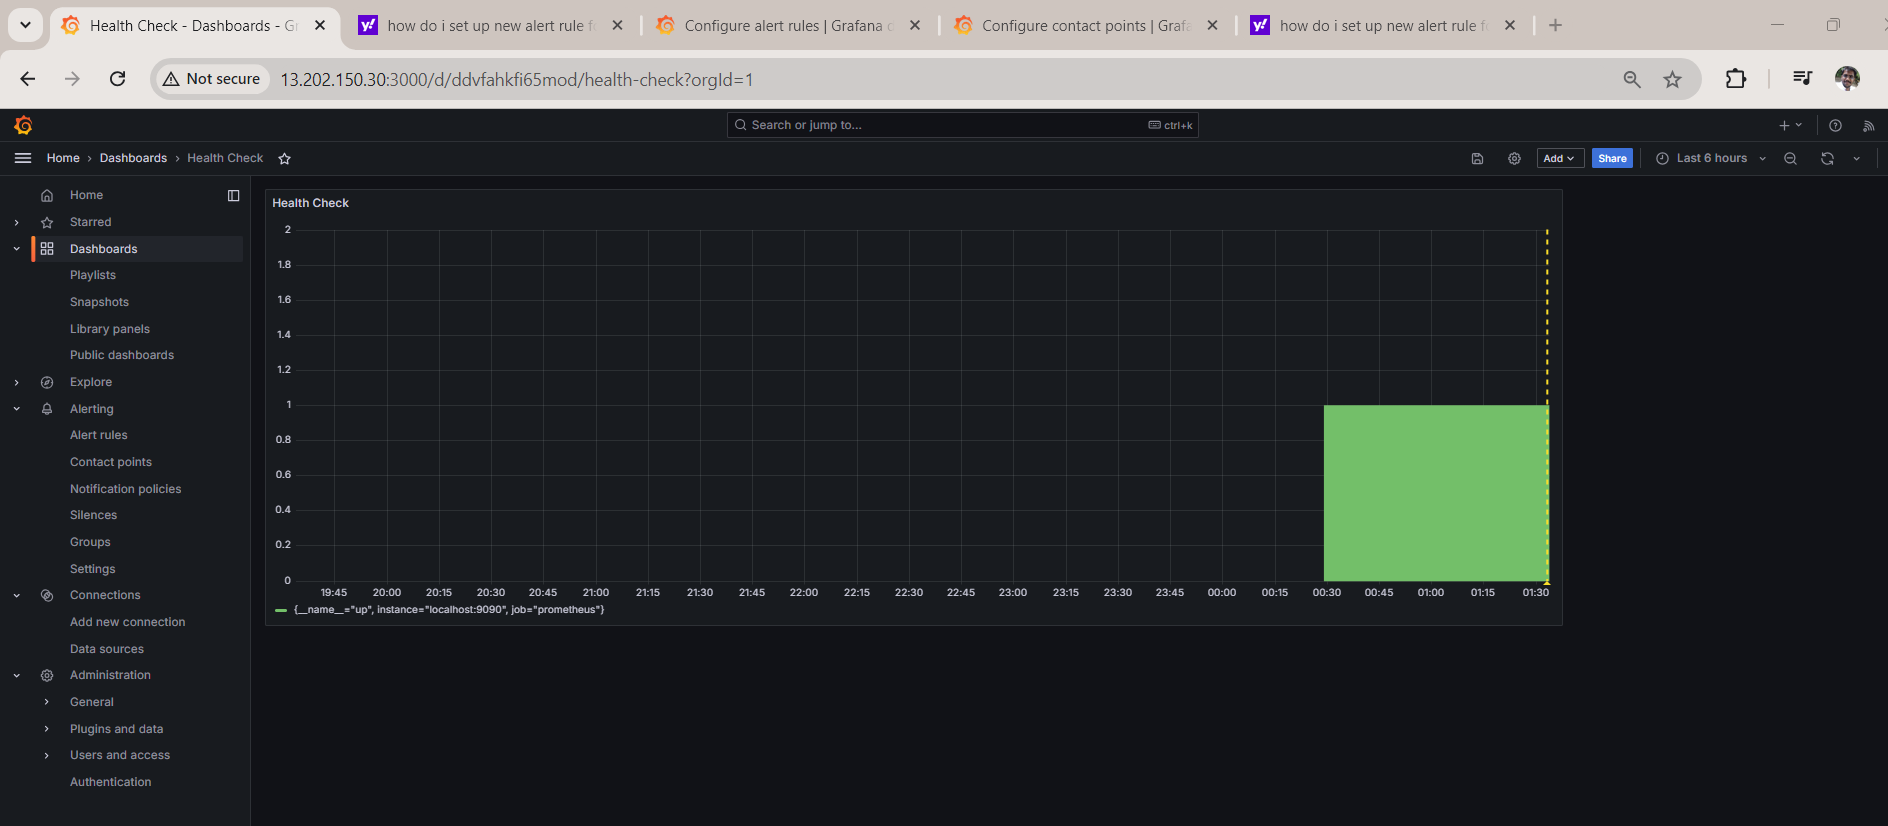 Health Check - Dashboards - Gr
how do i set up new alert rule fo
Configure alert rules | Grafana d
Configure contact points | Grafa
how do i set up new alert rule fo
Not secure
13.202.150.30:3000/d/ddvfahkfi65mod/health-check?orgId=1
Search or jump to...
ctrl+k
Home › Dashboards › Health Check
Add
Share
Last 6 hours
Home
Starred
Dashboards
Playlists
Snapshots
Library panels
Public dashboards
Explore
Alerting
Alert rules
Contact points
Notification policies
Silences
Groups
Settings
Connections
Add new connection
Data sources
Administration
General
Plugins and data
Users and access
Authentication
Health Check
2
1.8
1.6
1.4
1.2
1
0.8
0.6
0.4
0.2
0
19:45 20:00 20:15 20:30 20:45 21:00 21:15 21:30 21:45 22:00 22:15 22:30 22:45 23:00 23:15 23:30 23:45 00:00 00:15 00:30 00:45 01:00 01:15 01:30
{__name__="up", instance="localhost:9090", job="prometheus"}